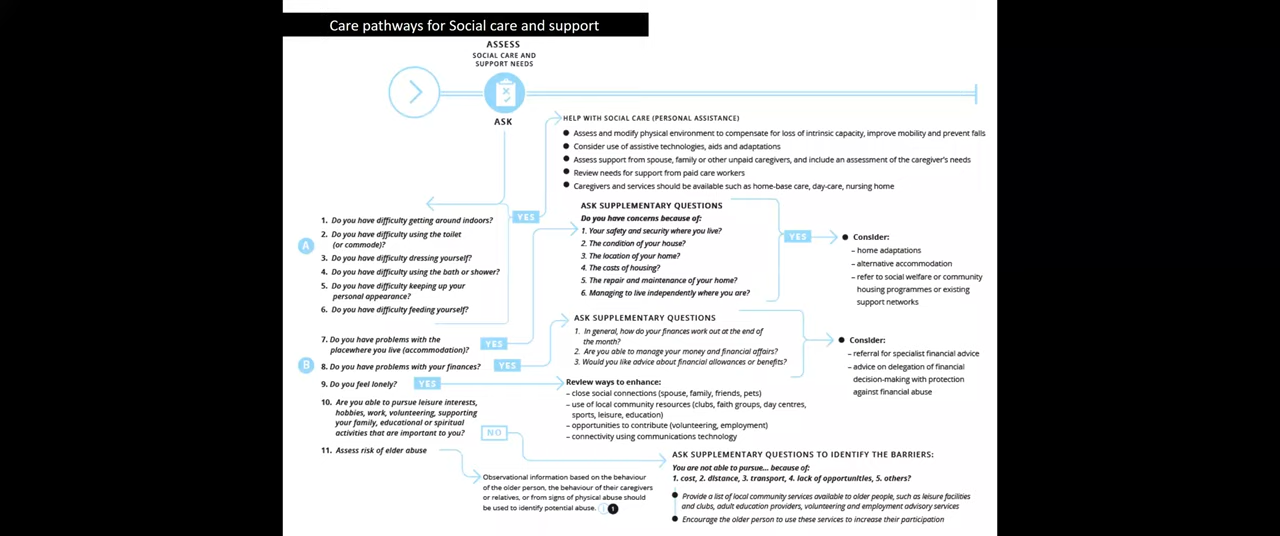 Care pathways for Social care and support
ASSESS
SOCIAL CARE AND
SUPPORT NEEDS
ASK
HELP WITH SOCIAL CARE (PERSONAL ASSISTANCE)
Assess and modify physical environment to compensate for loss of intrinsic capacity, improve mobility and prevent falls
Consider use of assistive technologies, aids and adaptations
Assess support from spouse, family or other unpaid caregivers, and include an assessment of the caregiver's needs
Review needs for support from paid care workers
Caregivers and services should be available such as home-base care, day-care, nursing home
A
1. Do you have difficulty getting around indoors?
2. Do you have difficulty using the toilet
(or commode)?
3. Do you have difficulty dressing yourself?
4. Do you have difficulty using the bath or shower?
5. Do you have difficulty keeping up your
personal appearance?
6. Do you have difficulty feeding yourself?
YES
ASK SUPPLEMENTARY QUESTIONS
Do you have concerns because of:
1. Your safety and security where you live?
2. The condition of your house?
3. The location of your home?
4. The costs of housing?
5. The repair and maintenance of your home?
6. Managing to live independently where you are?
YES
Consider:
– home adaptations
– alternative accommodation
– refer to social welfare or community
housing programmes or existing
support networks
B
7. Do you have problems with the
placewhere you live (accommodation)?
YES
8. Do you have problems with your finances?
YES
9. Do you feel lonely?
YES
10. Are you able to pursue leisure interests,
hobbies, work, volunteering, supporting
your family, educational or spiritual
activities that are important to you?
NO
11. Assess risk of elder abuse
ASK SUPPLEMENTARY QUESTIONS
1. In general, how do your finances work out at the end of
the month?
2. Are you able to manage your money and financial affairs?
3. Would you like advice about financial allowances or benefits?
Consider:
– referral for specialist financial advice
– advice on delegation of financial
decision-making with protection
against financial abuse
Review ways to enhance:
– close social connections (spouse, family, friends, pets)
– use of local community resources (clubs, faith groups, day centres,
sports, leisure, education)
– opportunities to contribute (volunteering, employment)
– connectivity using communications technology
Observational information based on the behaviour
of the older person, the behaviour of their caregivers
or relatives, or from signs of physical abuse should
be used to identify potential abuse. 1
ASK SUPPLEMENTARY QUESTIONS TO IDENTIFY THE BARRIERS:
You are not able to pursue... because of:
1. cost, 2. distance, 3. transport, 4. lack of opportunities, 5. others?
Provide a list of local community services available to older people, such as leisure facilities
and clubs, adult education providers, volunteering and employment advisory services
Encourage the older person to use these services to increase their participation